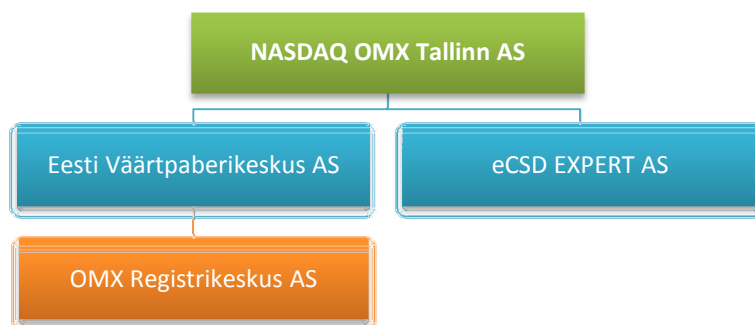 NASDAQ OMX Tallinn AS
Eesti Väärtpaberikeskus AS
eCSD EXPERT AS
OMX Registrikeskus AS